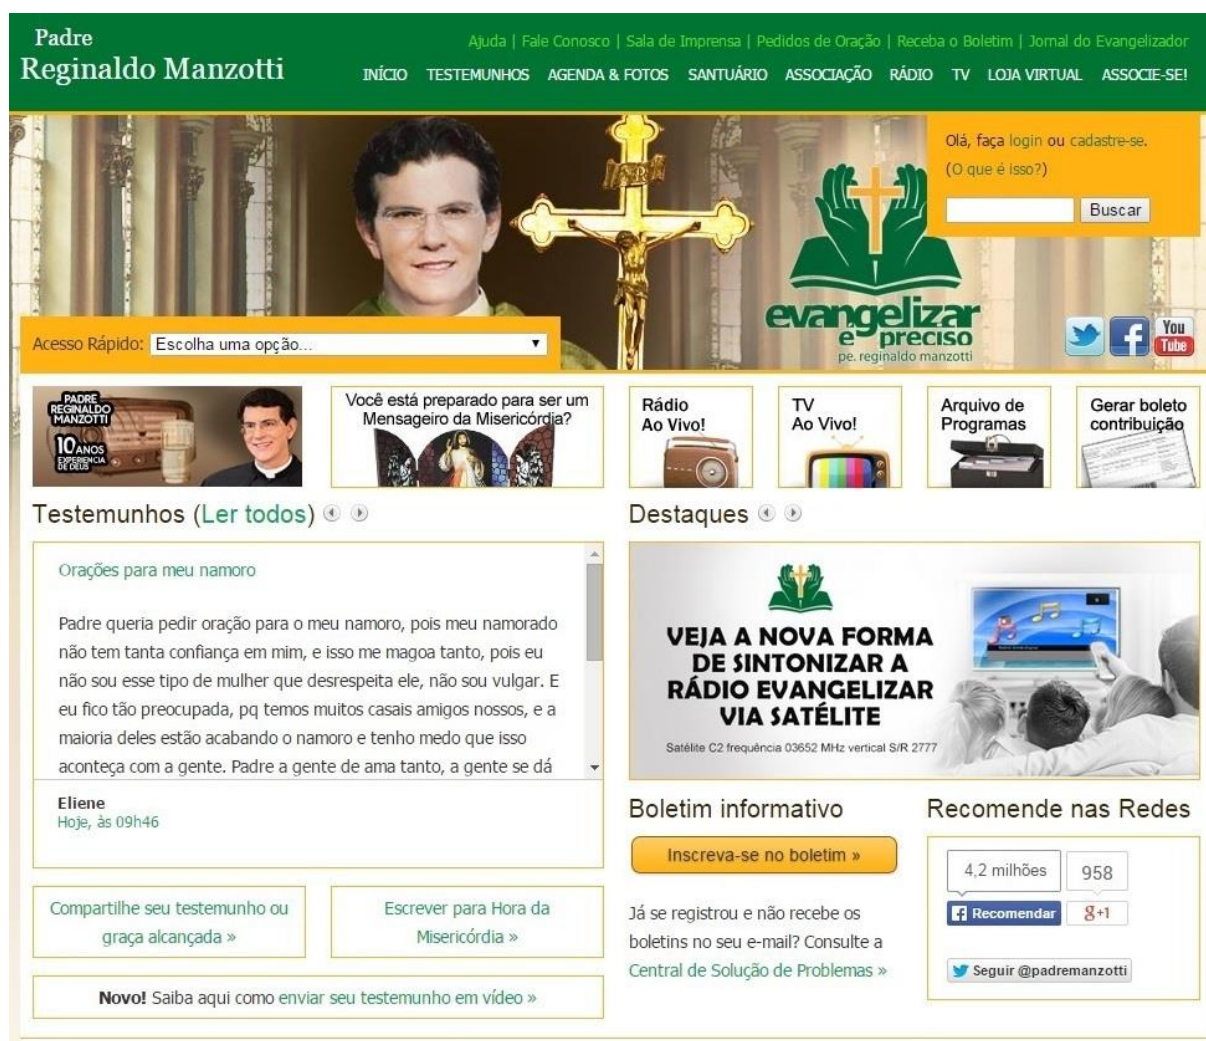 Padre
Reginaldo Manzotti
Ajuda | Fale Conosco | Sala de Imprensa | Pedidos de Oração | Receba o Boletim | Jornal do Evangelizador
INÍCIO TESTEMUNHOS AGENDA & FOTOS SANTUÁRIO ASSOCIAÇÃO RÁDIO TV LOJA VIRTUAL ASSOCIE-SE!
Olá, faça login ou cadastre-se.
(O que é isso?)
Buscar
INRI
evangelizar
é preciso
pe. reginaldo manzotti
You
Tube
Acesso Rápido: Escolha uma opção...
PADRE
REGINALDO
MANZOTTI
10 ANOS
EXPERIENCIA
DE DEUS
Você está preparado para ser um
Mensageiro da Misericórdia?
Rádio
Ao Vivo!
TV
Ao Vivo!
Arquivo de
Programas
Gerar boleto
contribuição
Testemunhos (Ler todos)
Orações para meu namoro
Padre queria pedir oração para o meu namoro, pois meu namorado
não tem tanta confiança em mim, e isso me magoa tanto, pois eu
não sou esse tipo de mulher que desrespeita ele, não sou vulgar. E
eu fico tão preocupada, pq temos muitos casais amigos nossos, e a
maioria deles estão acabando o namoro e tenho medo que isso
aconteça com a gente. Padre a gente de ama tanto, a gente se dá
Eliene
Hoje, às 09h46
Compartilhe seu testemunho ou
graça alcançada »
Escrever para Hora da
Misericórdia »
Novo! Saiba aqui como enviar seu testemunho em vídeo »
Destaques
VEJA A NOVA FORMA
DE SINTONIZAR A
RÁDIO EVANGELIZAR
VIA SATÉLITE
Satélite C2 frequência 03652 MHz vertical S/R 2777
Boletim informativo
Inscreva-se no boletim »
Já se registrou e não recebe os
boletins no seu e-mail? Consulte a
Central de Solução de Problemas »
Recomende nas Redes
4,2 milhões 958
Recomendar g+1
Seguir @padremanzotti